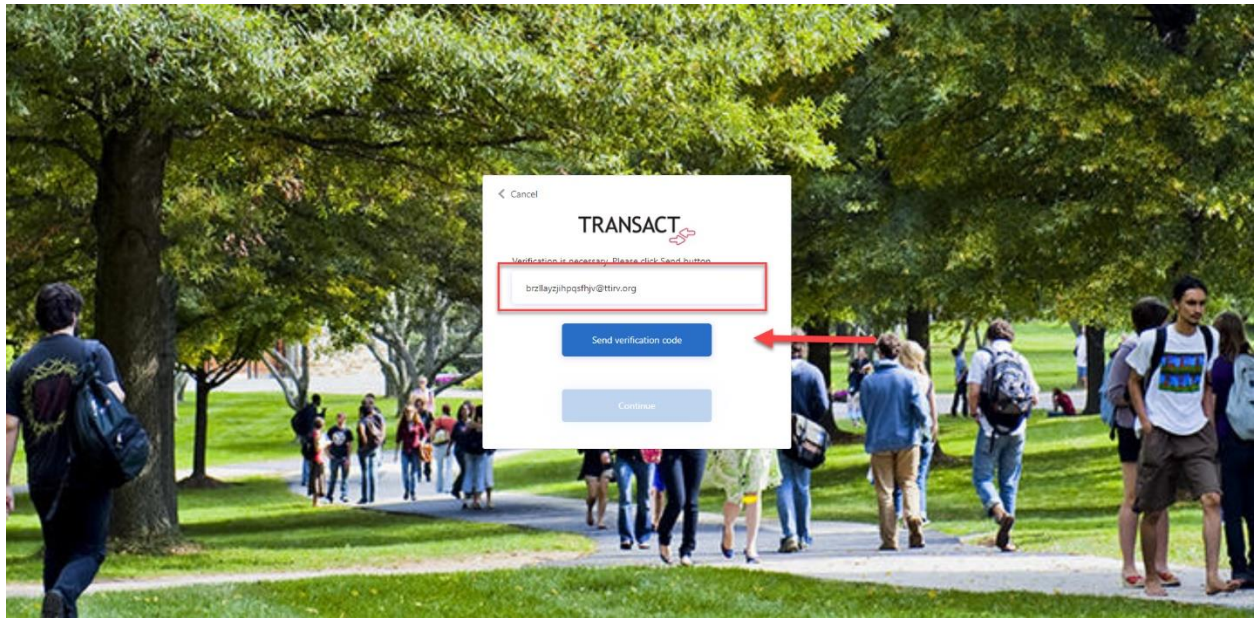 Cancel
TRANSACT
Verification is necessary. Please click Send button.
brzllayzjihpqsfhjv@ttirv.org
Send verification code
Continue